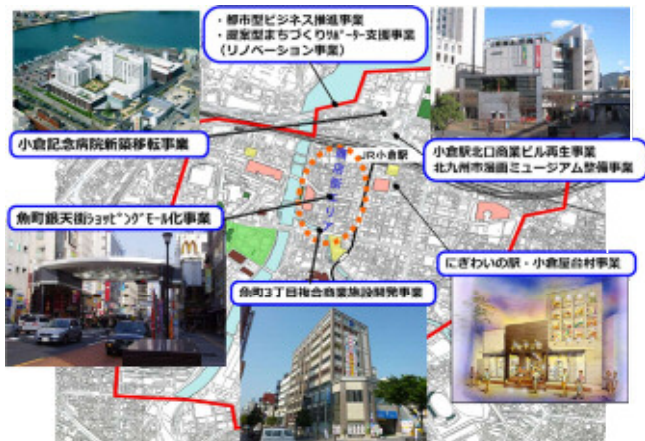 ・都市型ビジネス推進事業
・提案型まちづくりサポーター支援事業
（リノベーション事業）
小倉記念病院新築移転事業
JR小倉駅
小倉駅北口商業ビル再生事業
北九州市漫画ミュージアム整備事業
魚町銀天街ショッピングモール化事業
にぎわいの駅・小倉屋台村事業
魚町3丁目複合商業施設開発事業